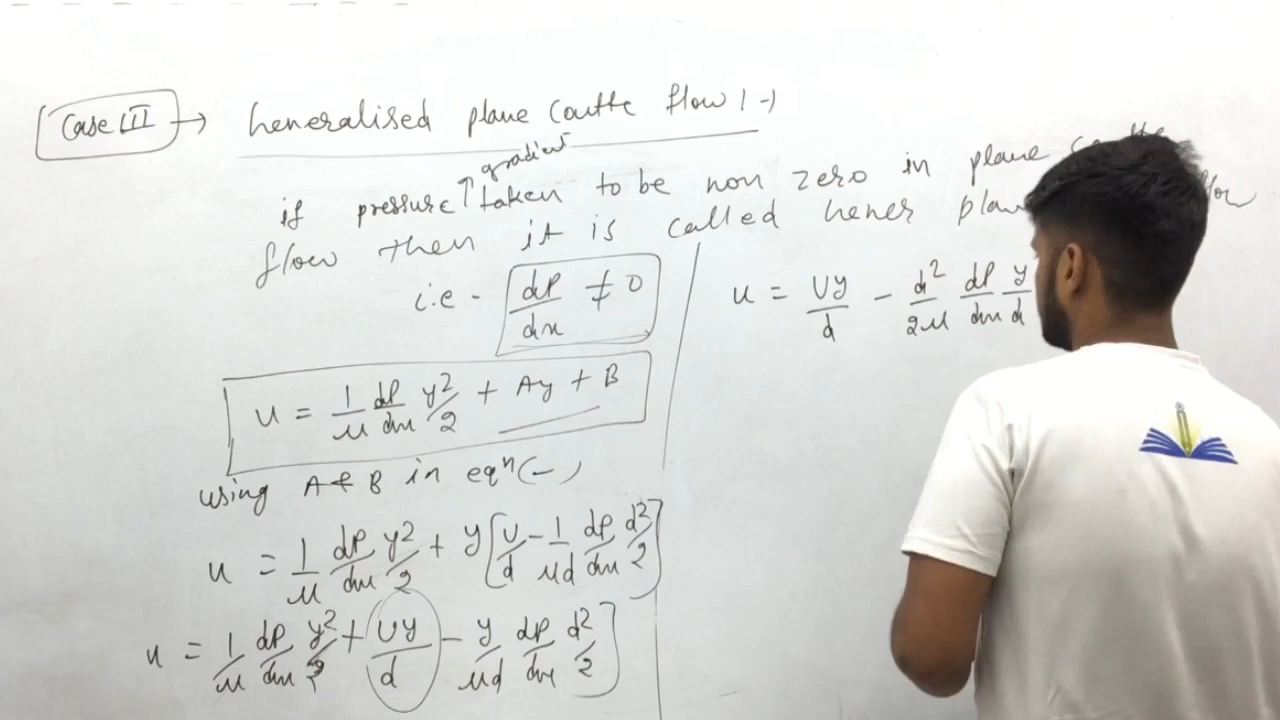 Case III → Generalised plane Coutte flow :-)
gradient
if pressure ↑ taken to be non zero in plane
flow then it is called Gener plan
i.e - dP/dx ≠ 0
u = 1/μ dP/dx y²/2 + Ay + B
using A & B in eqⁿ (-)
u = 1/μ dP/dx y²/2 + y[U/d - 1/μd dP/dx d²/2]
u = 1/μ dP/dx y²/2 + Uy/d - y/μd dP/dx d²/2]
u = Uy/d - d²/2μ dP/dx y/d